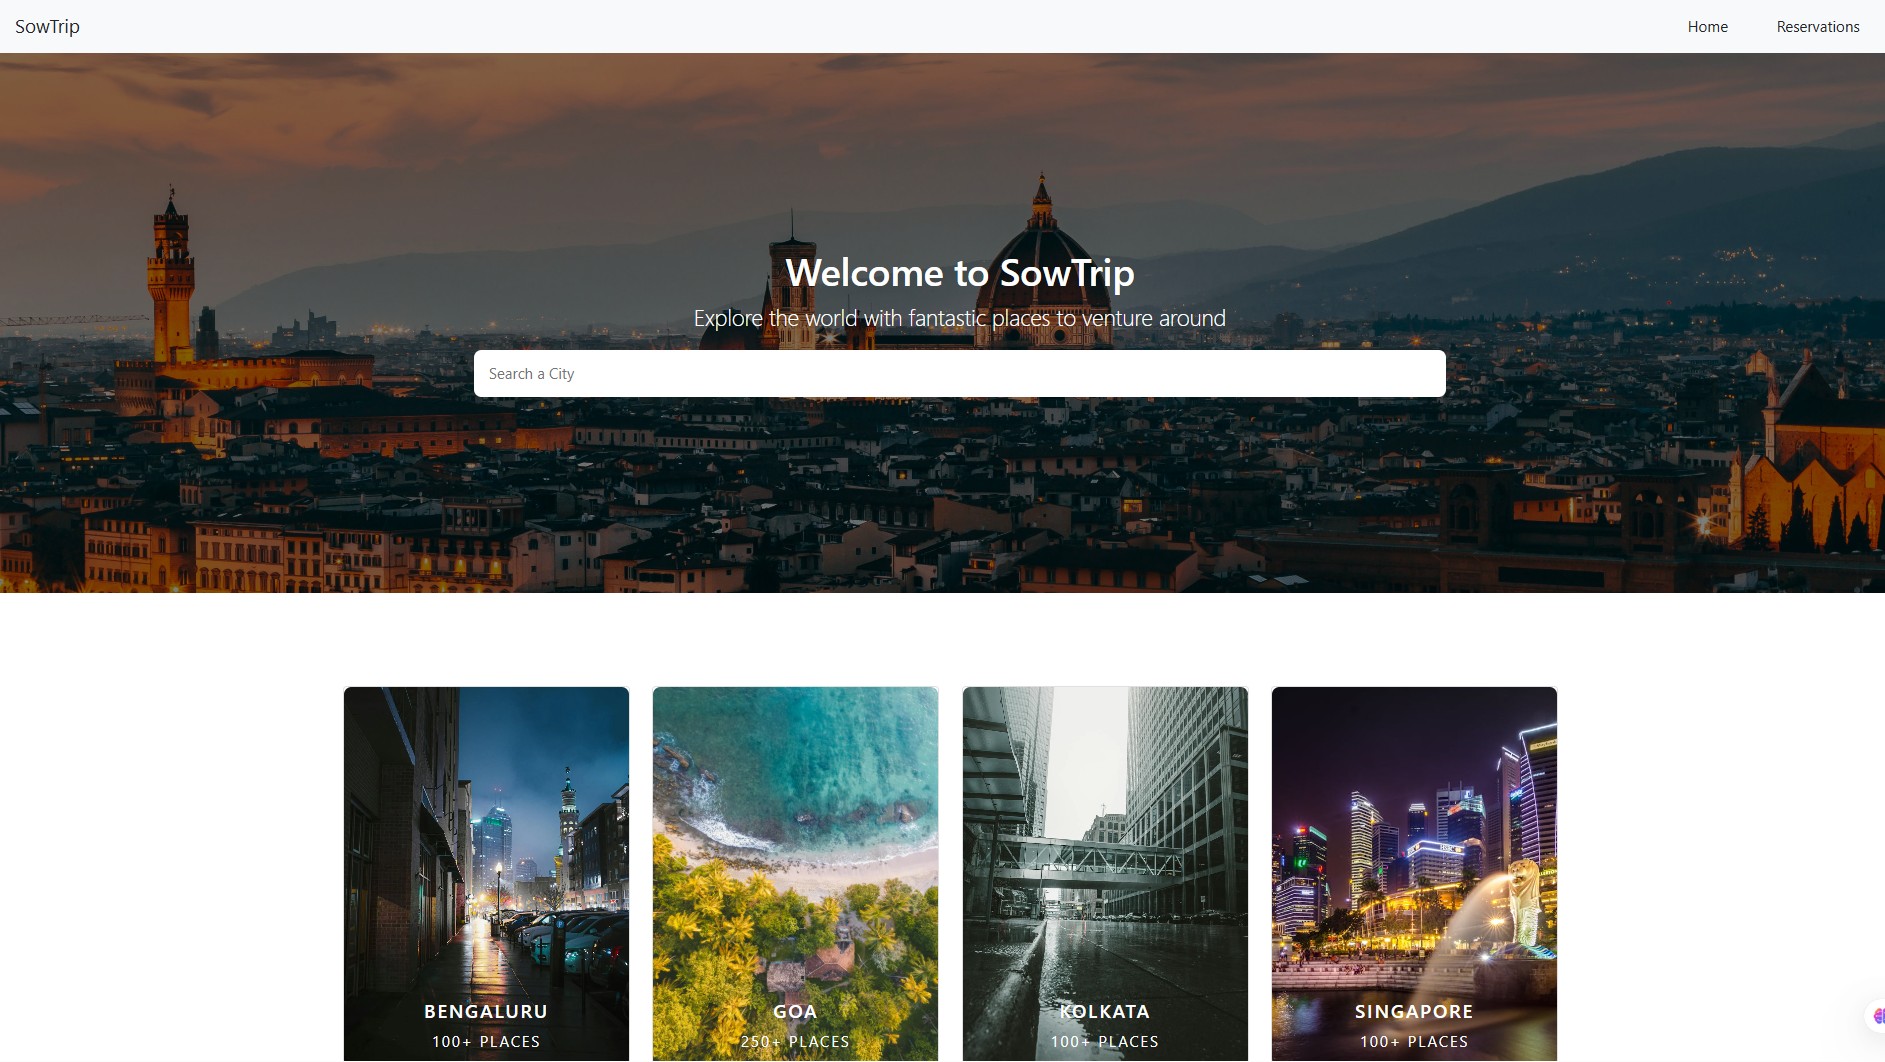 SowTrip
Home
Reservations
Welcome to SowTrip
Explore the world with fantastic places to venture around
Search a City
BENGALURU
100+ PLACES
GOA
250+ PLACES
KOLKATA
100+ PLACES
SINGAPORE
100+ PLACES